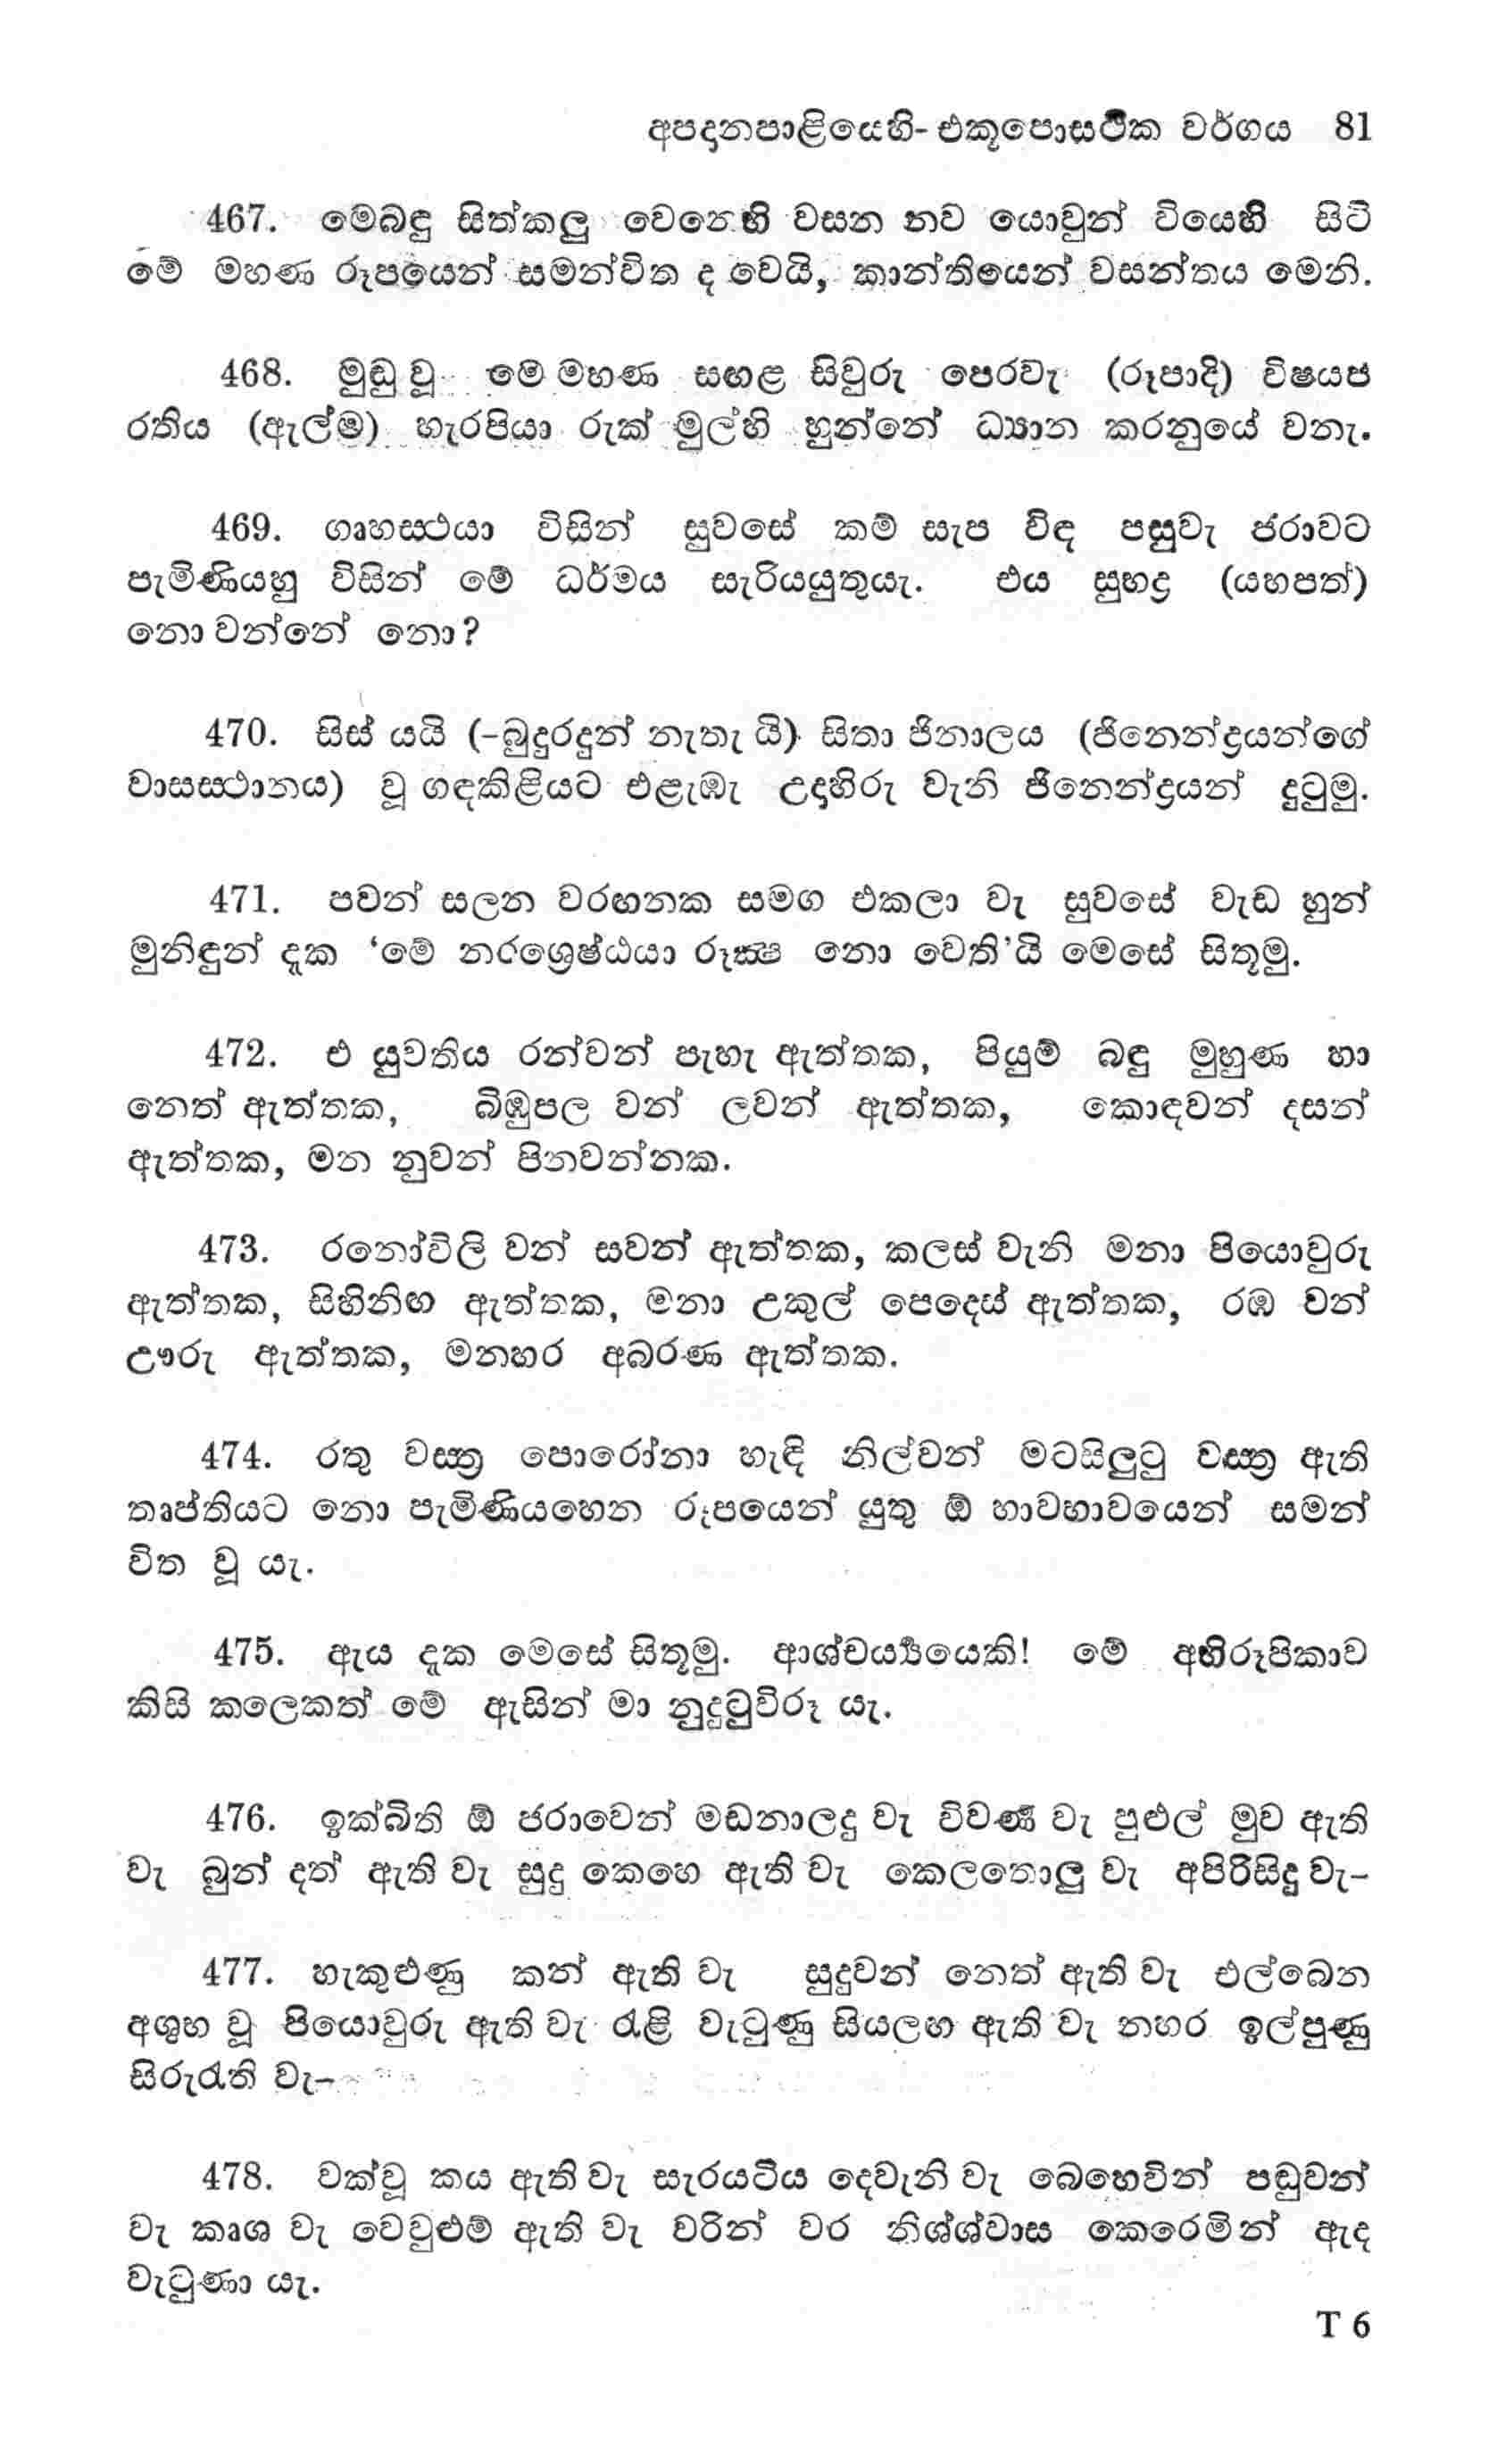 අපදානපාළියෙහි- එකූපොසථික වර්ගය 81
467. මෙබඳු සිත්කලු වෙනෙහි වසන නව යොවුන් වියෙහි සිටි
මේ මහණ රූපයෙන් සමන්විත ද වෙයි, කාන්තියෙන් වසන්තය මෙනි.
468. මුඩු වූ මෙ මහණ සඟළ සිවුරු පෙරවැ (රූපාදි) විෂයජ
රතිය (ඇල්ම) හැරපියා රුක් මුල්හි හුන්නේ ධ්‍යාන කරනුයේ වනැ.
469. ගෘහස්ථයා විසින් සුවසේ කම් සැප විඳ පසුවැ ජරාවට
පැමිණියහු විසින් මේ ධර්මය සැරියයුතුයැ. එය සුභද්‍ර (යහපත්)
නො වන්නේ නො?
470. සිස් යයි (-බුදුරදුන් නැතැ යි) සිතා ජිනාලය (ජිනෙන්ද්‍රයන්ගේ
වාසස්ථානය) වූ ගඳකිළියට එළැඹැ උදාහිරු වැනි ජිනෙන්ද්‍රයන් දුටුමු.
471. පවන් සලන වරඟනක සමග එකලා වැ සුවසේ වැඩ හුන්
මුනිඳුන් දැක ‘මේ නරශ්‍රෙෂ්ඨයා රූක්‍ෂ නො වෙති’යි මෙසේ සිතූමු.
472. එ යුවතිය රන්වන් පැහැ ඇත්තක, පියුම් බඳු මුහුණ හා
නෙත් ඇත්තක, බිඹුපල වන් ලවන් ඇත්තක, කොඳවන් දසන්
ඇත්තක, මන නුවන් පිනවන්නක.
473. රනෝවිලි වන් සවන් ඇත්තක, කලස් වැනි මනා පියොවුරු
ඇත්තක, සිහිනිඟ ඇත්තක, මනා උකුල් පෙදෙස් ඇත්තක, රඹ වන්
ඌරු ඇත්තක, මනහර අබරණ ඇත්තක.
474. රතු වස්ත්‍ර පොරෝනා හැඳි නිල්වන් මටසිලුටු වස්ත්‍ර ඇති
තෘප්තියට නො පැමිණියහෙන රූපයෙන් යුතු ඕ හාවභාවයෙන් සමන්
විත වූ යැ.
475. ඇය දැක මෙසේ සිතූමු. ආශ්චය්‍ර්‍යයෙකි! මේ අභිරූපිකාව
කිසි කලෙකත් මේ ඇසින් මා නුදුටුවිරූ යැ.
476. ඉක්බිති ඕ ජරාවෙන් මඩනාලදු වැ විවර්‍ණ වැ පුළුල් මුව ඇති
වැ බුන් දත් ඇති වැ සුදු කෙහෙ ඇති වැ කෙලතොලු වැ අපිරිසිදු වැ-
477. හැකුළුණු කන් ඇති වැ සුදුවන් නෙත් ඇති වැ එල්බෙන
අශුභ වූ පියොවුරු ඇති වැ රැළි වැටුණු සියලඟ ඇති වැ නහර ඉල්පුණු
සිරුරැති වැ-
478. වක්වූ කය ඇති වැ සැරයටිය දෙවැනි වැ බෙහෙවින් පඬුවන්
වැ කෘශ වැ වෙවුළුම් ඇති වැ වරින් වර නිශ්ශ්වාස කෙරෙමින් ඇද
වැටුණා යැ.
T 6